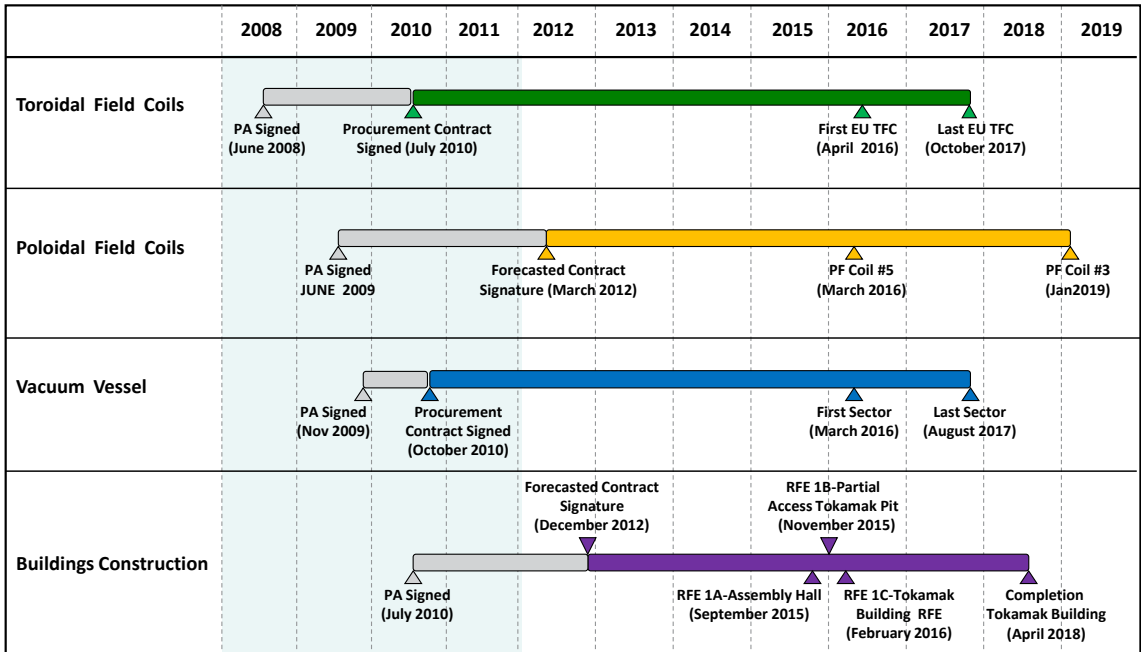 2008 2009 2010 2011 2012 2013 2014 2015 2016 2017 2018 2019
Toroidal Field Coils
PA Signed
(June 2008)
Procurement Contract
Signed (July 2010)
First EU TFC
(April 2016)
Last EU TFC
(October 2017)
Poloidal Field Coils
PA Signed
JUNE 2009
Forecasted Contract
Signature (March 2012)
PF Coil #5
(March 2016)
PF Coil #3
(Jan2019)
Vacuum Vessel
PA Signed
(Nov 2009)
Procurement
Contract Signed
(October 2010)
First Sector
(March 2016)
Last Sector
(August 2017)
Buildings Construction
Forecasted Contract
Signature
(December 2012)
RFE 1B-Partial
Access Tokamak Pit
(November 2015)
PA Signed
(July 2010)
RFE 1A-Assembly Hall
(September 2015)
RFE 1C-Tokamak
Building RFE
(February 2016)
Completion
Tokamak Building
(April 2018)